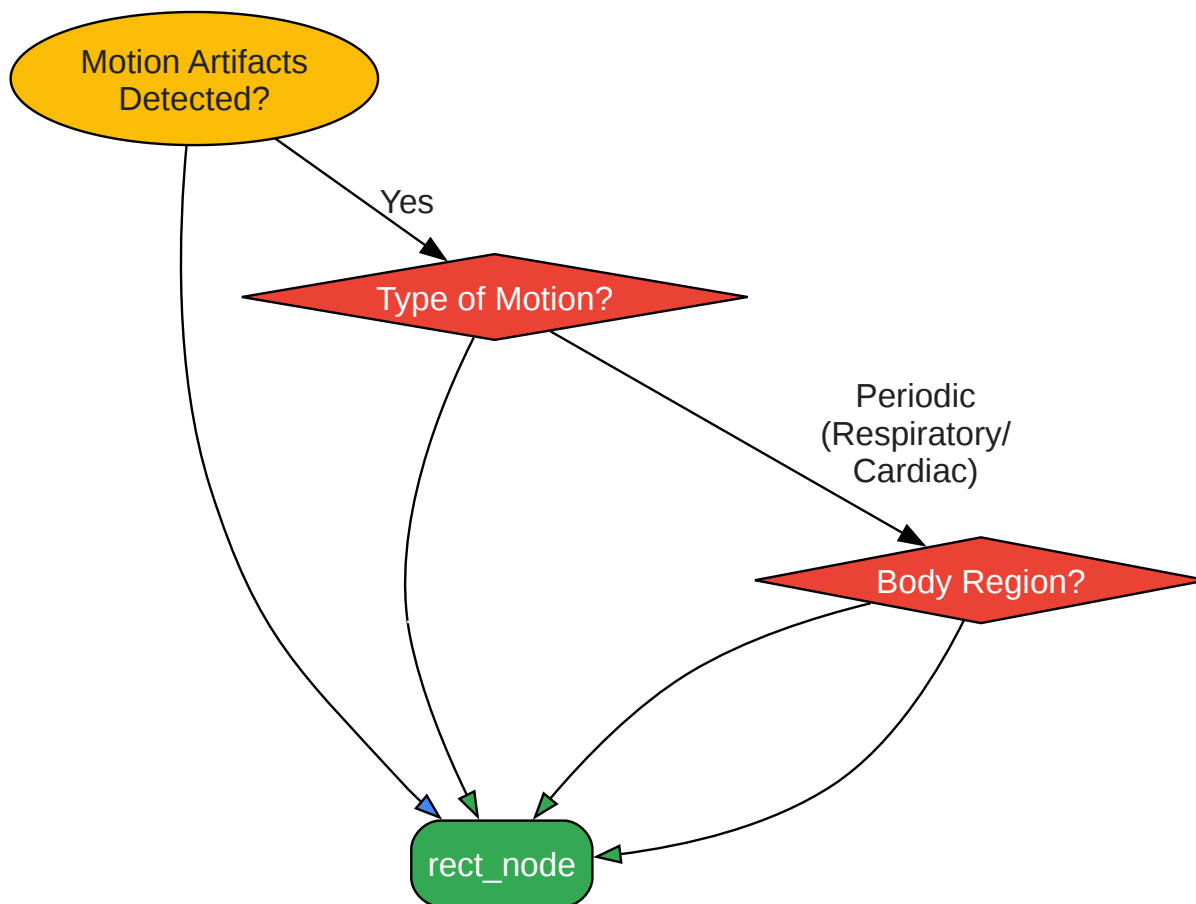 Motion Artifacts
Detected?
Yes
Type of Motion?
Periodic
(Respiratory/
Cardiac)
Body Region?
rect_node